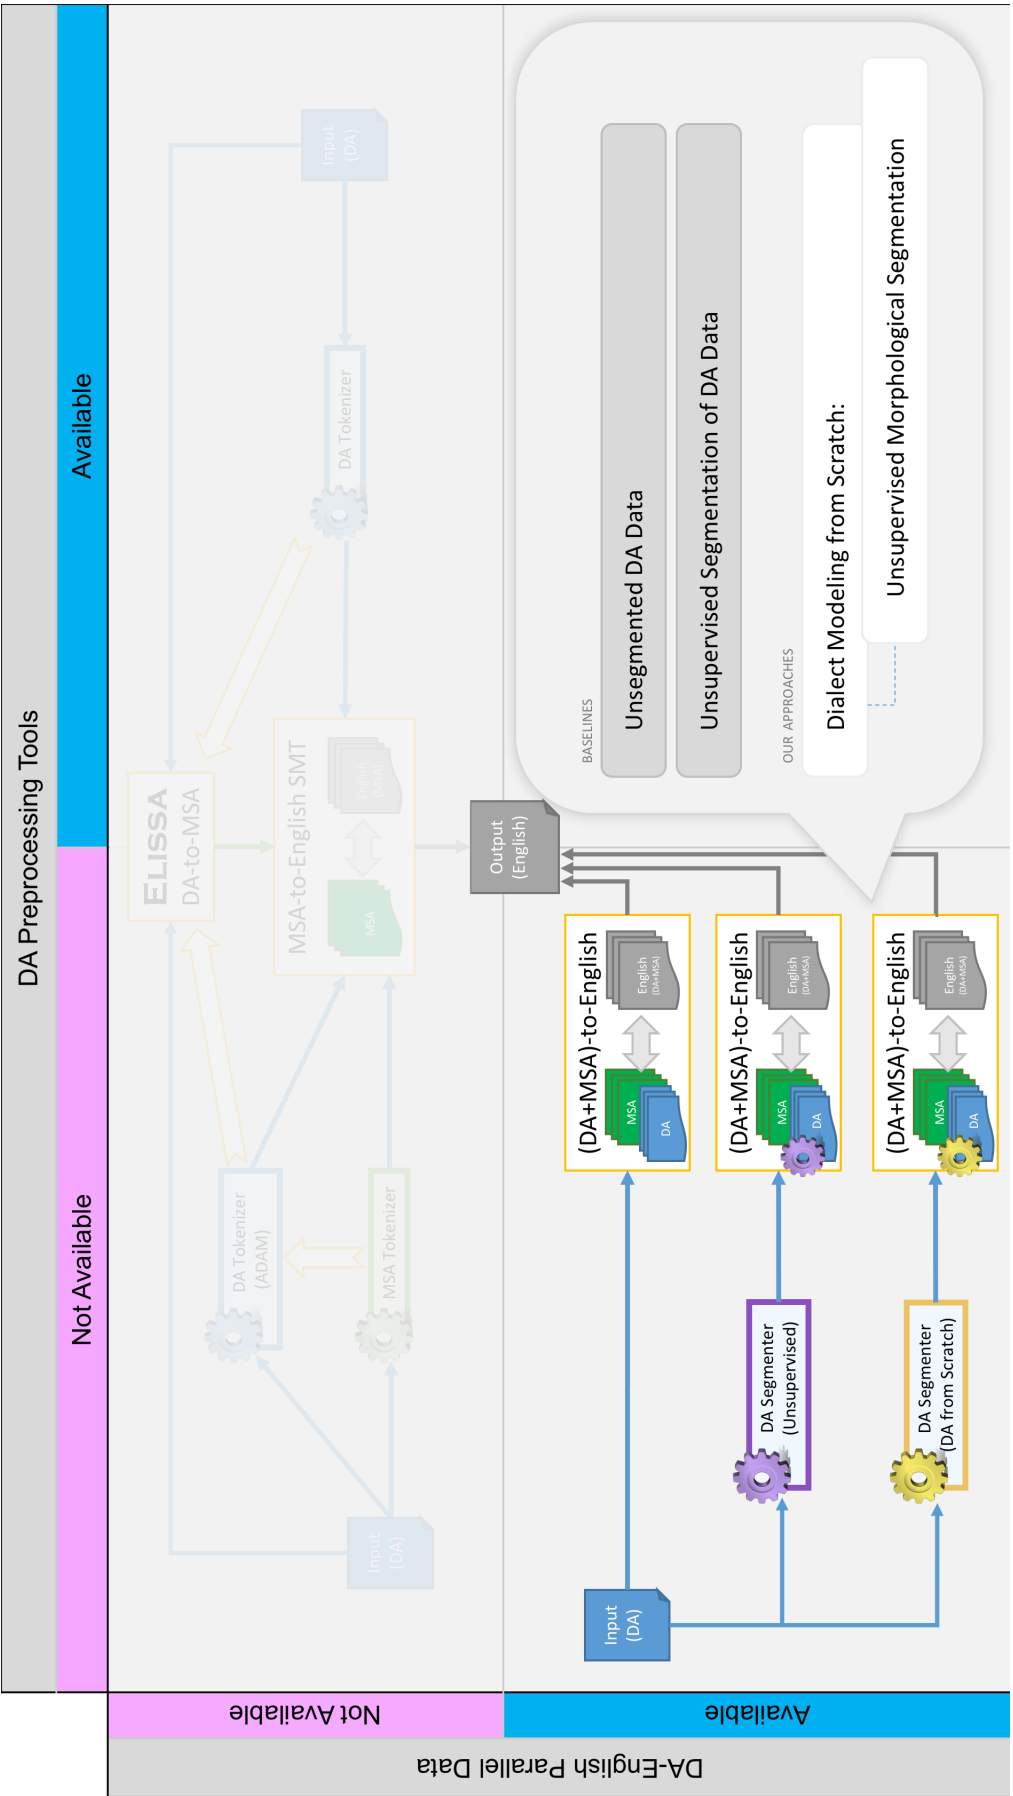 DA Preprocessing Tools
Not Available
Available
DA-English Parallel Data
Not Available
Available
Input
(DA)
DA Tokenizer
(ADAM)
MSA Tokenizer
ELISSA
DA-to-MSA
MSA-to-English SMT
MSA
English
(MSA)
DA Tokenizer
Input
(DA)
Output
(English)
Input
(DA)
(DA+MSA)-to-English
MSA
DA
English
(DA+MSA)
DA Segmenter
(Unsupervised)
(DA+MSA)-to-English
MSA
DA
English
(DA+MSA)
DA Segmenter
(DA from Scratch)
(DA+MSA)-to-English
MSA
DA
English
(DA+MSA)
BASELINES
Unsegmented DA Data
Unsupervised Segmentation of DA Data
OUR APPROACHES
Dialect Modeling from Scratch:
Unsupervised Morphological Segmentation